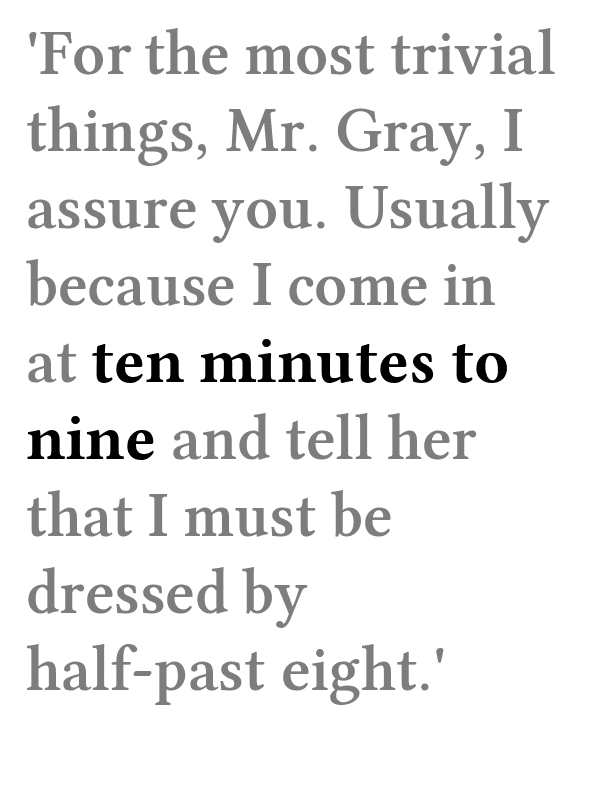 'For the most trivial
things, Mr. Gray, I
assure you. Usually
because I come in
at ten minutes to
nine and tell her
that I must be
dressed by
half-past eight.'